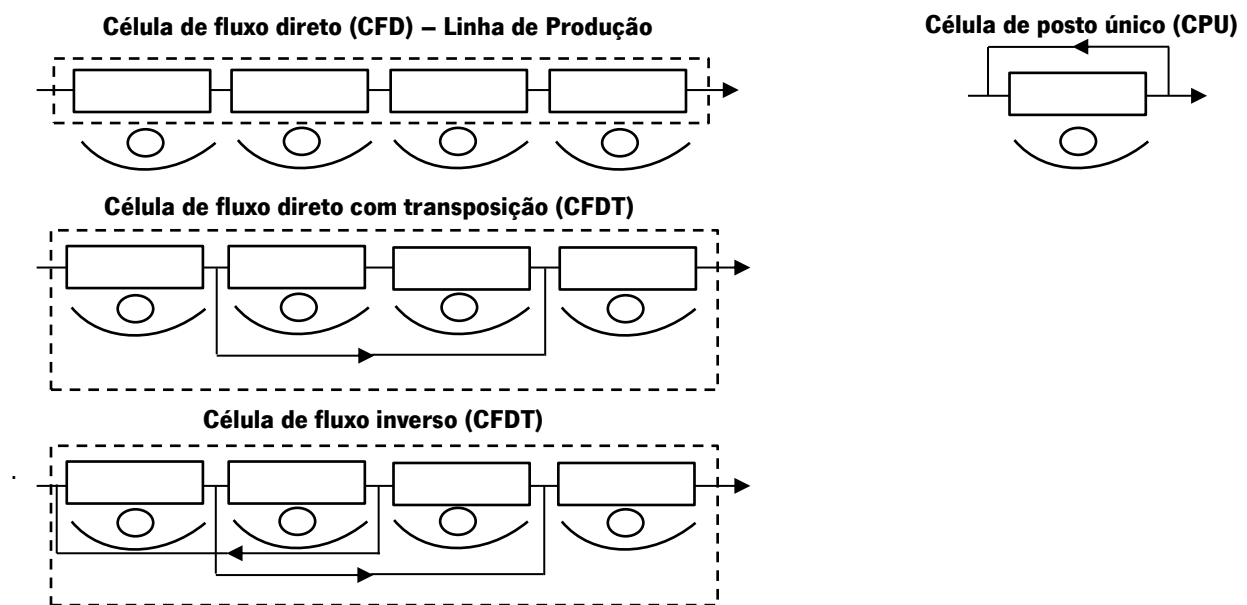 Célula de fluxo direto (CFD) – Linha de Produção
Célula de posto único (CPU)
Célula de fluxo direto com transposição (CFDT)
Célula de fluxo inverso (CFDT)
.